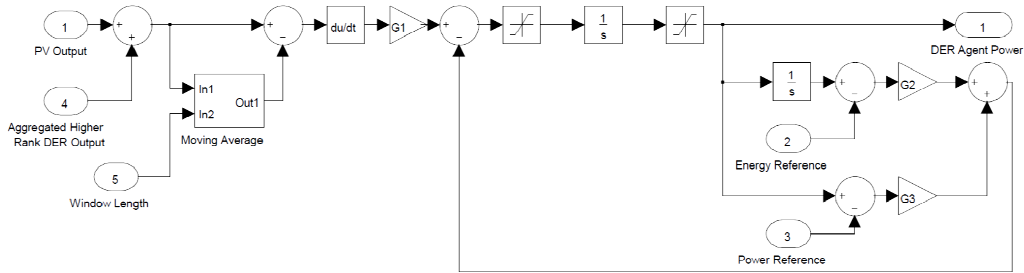 1
PV Output
+
+
4
Aggregated Higher
Rank DER Output
5
Window Length
In1
In2
Out1
Moving Average
+
−
du/dt
G1
+
−
1
s
1
DER Agent Power
1
s
+
−
G2
+
+
2
Energy Reference
+
−
G3
3
Power Reference